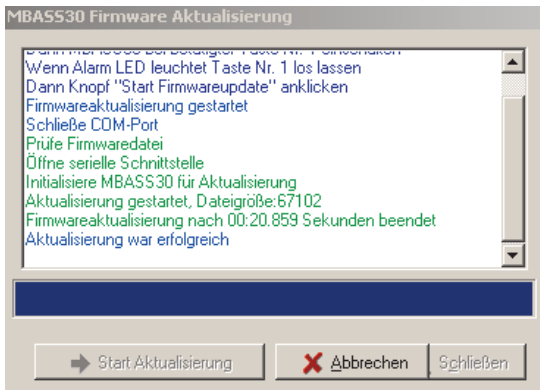 MBASS30 Firmware Aktualisierung
Wenn Alarm LED leuchtet Taste Nr. 1 los lassen
Dann Knopf "Start Firmwareupdate" anklicken
Firmwareaktualisierung gestartet
Schließe COM-Port
Prüfe Firmwaredatei
Öffne serielle Schnittstelle
Initialisiere MBASS30 für Aktualisierung
Aktualisierung gestartet, Dateigröße:67102
Firmwareaktualisierung nach 00:20.859 Sekunden beendet
Aktualisierung war erfolgreich
Start Aktualisierung
Abbrechen
Schließen